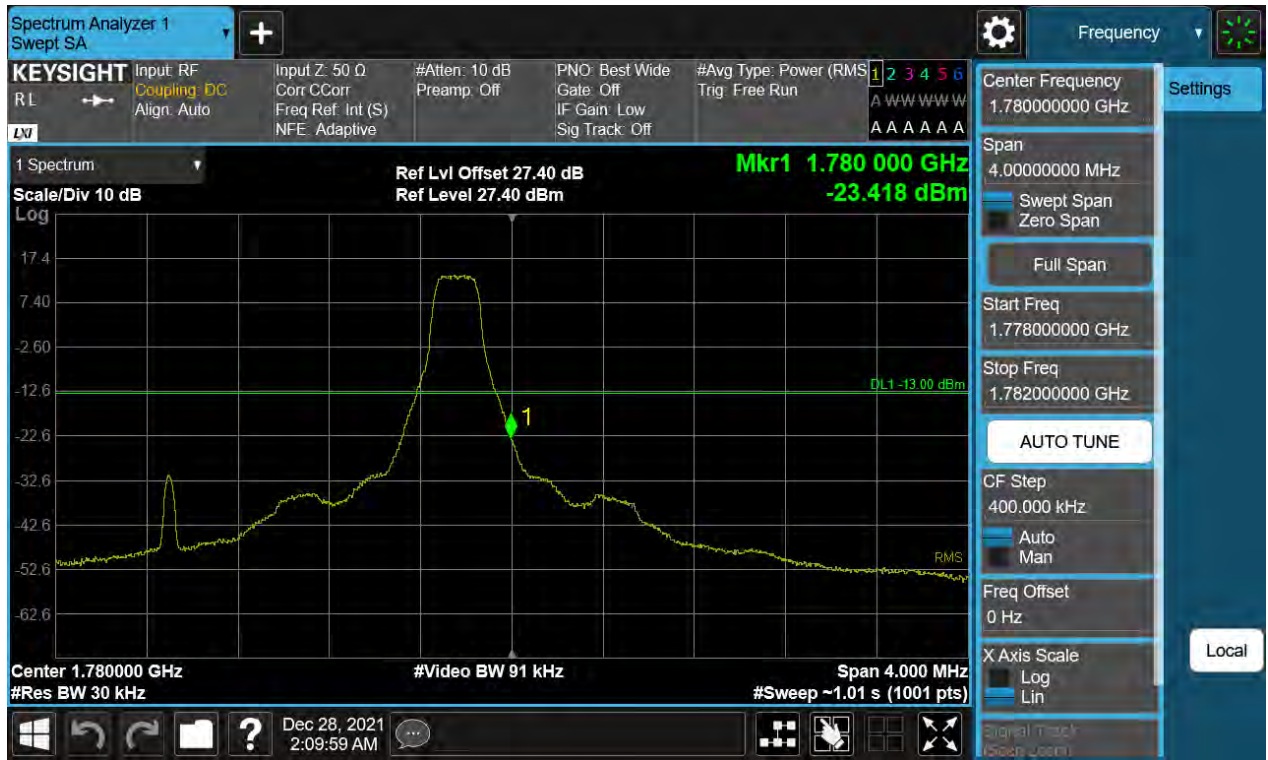 Spectrum Analyzer 1
Swept SA
Frequency
KEYSIGHT
RL
LXI
Input: RF
Coupling: DC
Align: Auto
Input Z: 50 Ω
Corr CCorr
Freq Ref: Int (S)
NFE: Adaptive
#Atten: 10 dB
Preamp: Off
PNO: Best Wide
Gate: Off
IF Gain: Low
Sig Track: Off
#Avg Type: Power (RMS
Trig: Free Run
1 2 3 4 5 6
A W W W W W
A A A A A A
1 Spectrum
Scale/Div 10 dB
Log
Ref Lvl Offset 27.40 dB
Ref Level 27.40 dBm
Mkr1 1.780 000 GHz
-23.418 dBm
17.4
7.40
-2.60
-12.6
-22.6
-32.6
-42.6
-52.6
-62.6
DL1 -13.00 dBm
1
RMS
Center 1.780000 GHz
#Res BW 30 kHz
#Video BW 91 kHz
Span 4.000 MHz
#Sweep ~1.01 s (1001 pts)
Dec 28, 2021
2:09:59 AM
Center Frequency
1.780000000 GHz
Span
4.00000000 MHz
Swept Span
Zero Span
Full Span
Start Freq
1.778000000 GHz
Stop Freq
1.782000000 GHz
AUTO TUNE
CF Step
400.000 kHz
Auto
Man
Freq Offset
0 Hz
X Axis Scale
Log
Lin
Signal Track
(Span Zoom)
Settings
Local